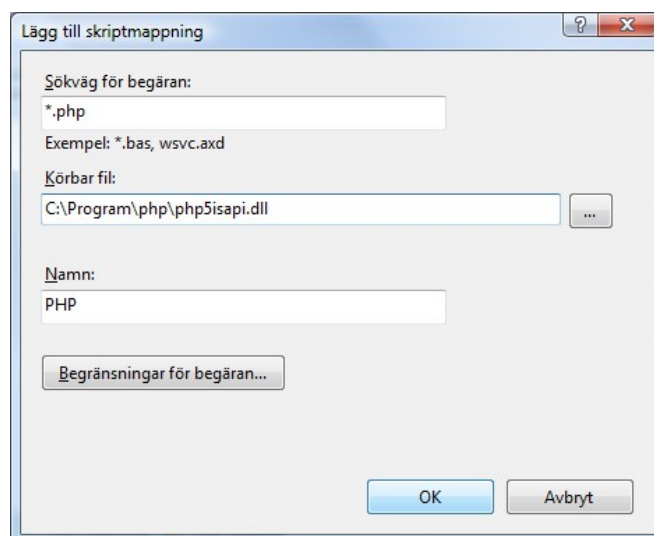 Lägg till skriptmappning
Sökväg för begäran:
*.php
Exempel: *.bas, wsvc.axd
Körbar fil:
C:\Program\php\php5isapi.dll
...
Namn:
PHP
Begränsningar för begäran...
OK
Avbryt